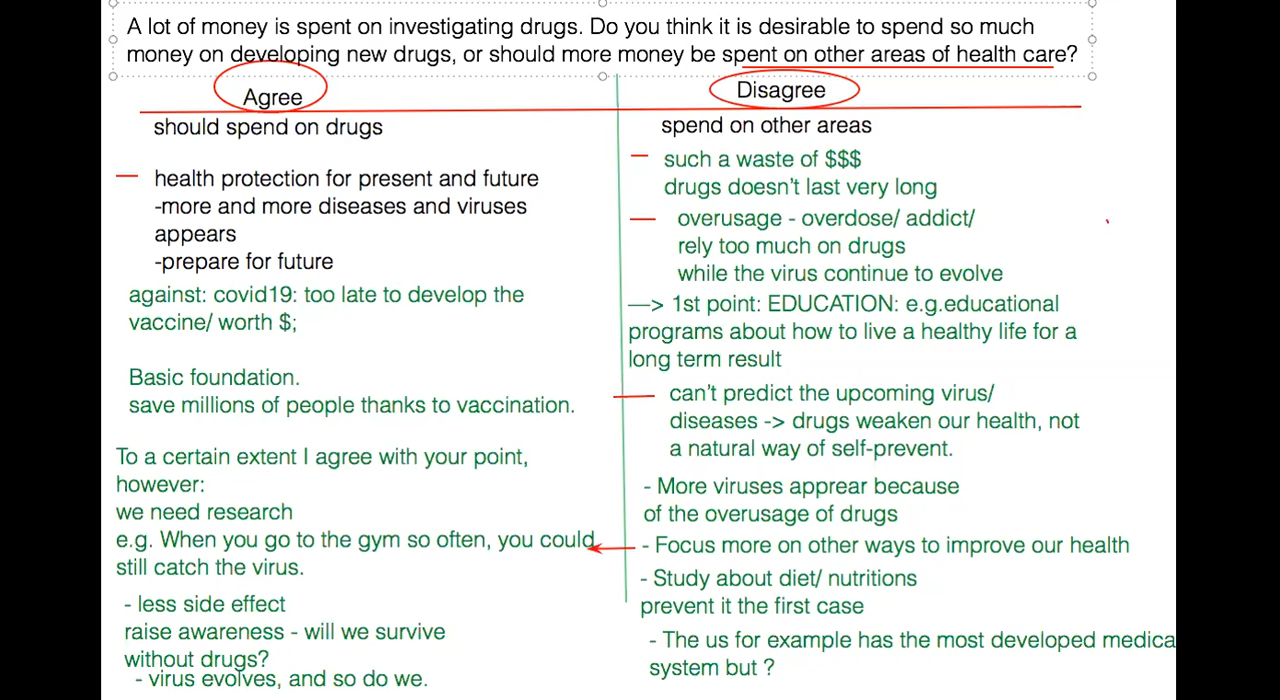 A lot of money is spent on investigating drugs. Do you think it is desirable to spend so much
money on developing new drugs, or should more money be spent on other areas of health care?
Agree
should spend on drugs
health protection for present and future
-more and more diseases and viruses
appears
-prepare for future
against: covid19: too late to develop the
vaccine/ worth $;
Basic foundation.
save millions of people thanks to vaccination.
To a certain extent I agree with your point,
however:
we need research
e.g. When you go to the gym so often, you could
still catch the virus.
- less side effect
raise awareness - will we survive
without drugs?
- virus evolves, and so do we.
Disagree
spend on other areas
such a waste of $$$
drugs doesn't last very long
overusage - overdose/ addict/
rely too much on drugs
while the virus continue to evolve
—> 1st point: EDUCATION: e.g.educational
programs about how to live a healthy life for a
long term result
can't predict the upcoming virus/
diseases -> drugs weaken our health, not
a natural way of self-prevent.
- More viruses apprear because
of the overusage of drugs
- Focus more on other ways to improve our health
- Study about diet/ nutritions
prevent it the first case
- The us for example has the most developed medica
system but ?